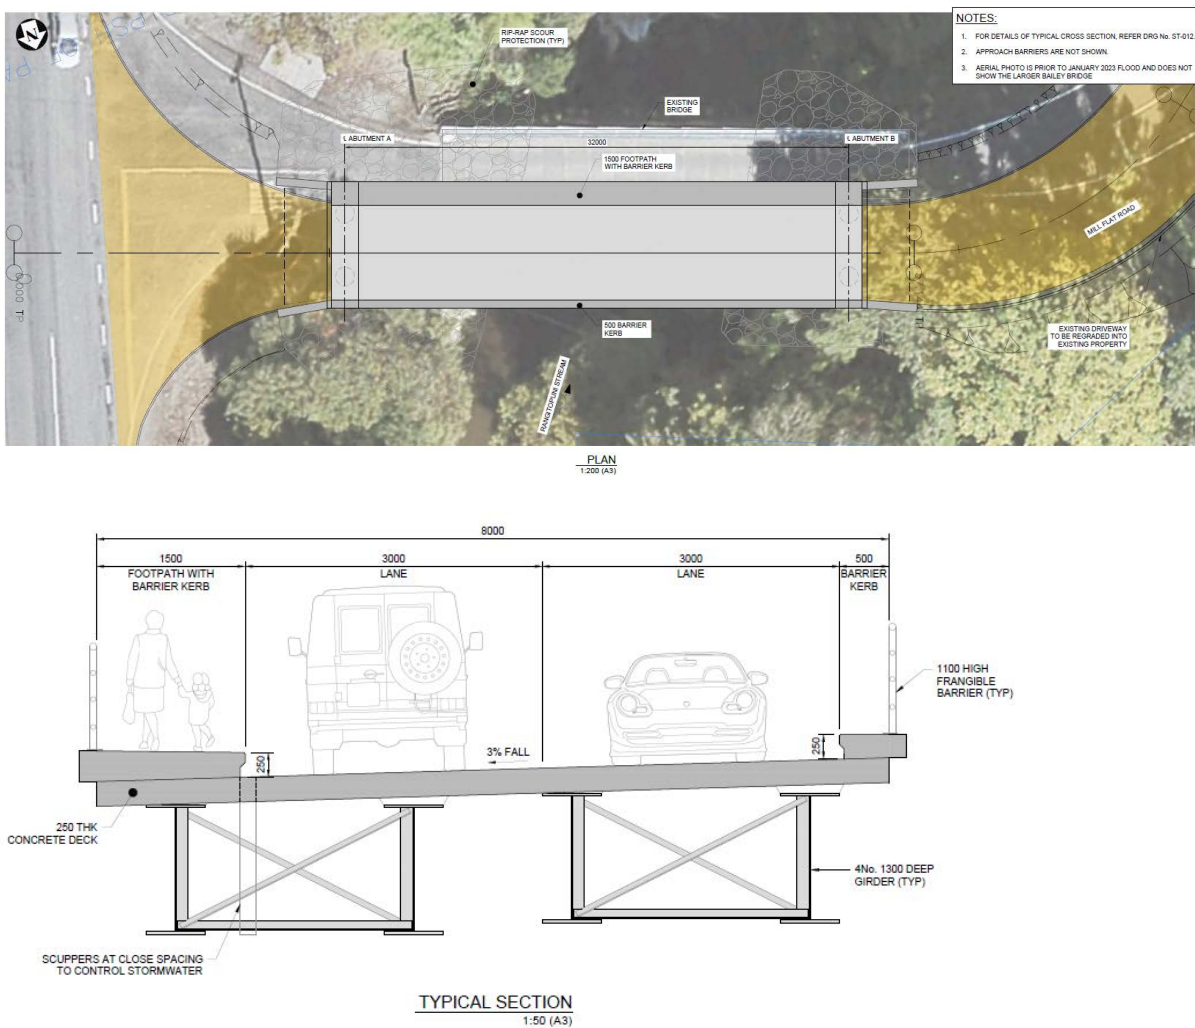 NOTES:
1. FOR DETAILS OF TYPICAL CROSS SECTION, REFER DRG No. ST-012.
2. APPROACH BARRIERS ARE NOT SHOWN.
3. AERIAL PHOTO IS PRIOR TO JANUARY 2023 FLOOD AND DOES NOT
SHOW THE LARGER BAILEY BRIDGE
N
RIP-RAP SCOUR
PROTECTION (TYP)
EXISTING
BRIDGE
ABUTMENT A
ABUTMENT B
32000
1500 FOOTPATH
WITH BARRIER KERB
MILL FLAT ROAD
500 BARRIER
KERB
EXISTING DRIVEWAY
TO BE REGRADED INTO
EXISTING PROPERTY
RANGITOPUNI STREAM
PLAN
1:200 (A3)
8000
1500
FOOTPATH WITH
BARRIER KERB
3000
LANE
3000
LANE
500
BARRIER
KERB
1100 HIGH
FRANGIBLE
BARRIER (TYP)
250
3% FALL
250
250 THK
CONCRETE DECK
4No. 1300 DEEP
GIRDER (TYP)
SCUPPERS AT CLOSE SPACING
TO CONTROL STORMWATER
TYPICAL SECTION
1:50 (A3)